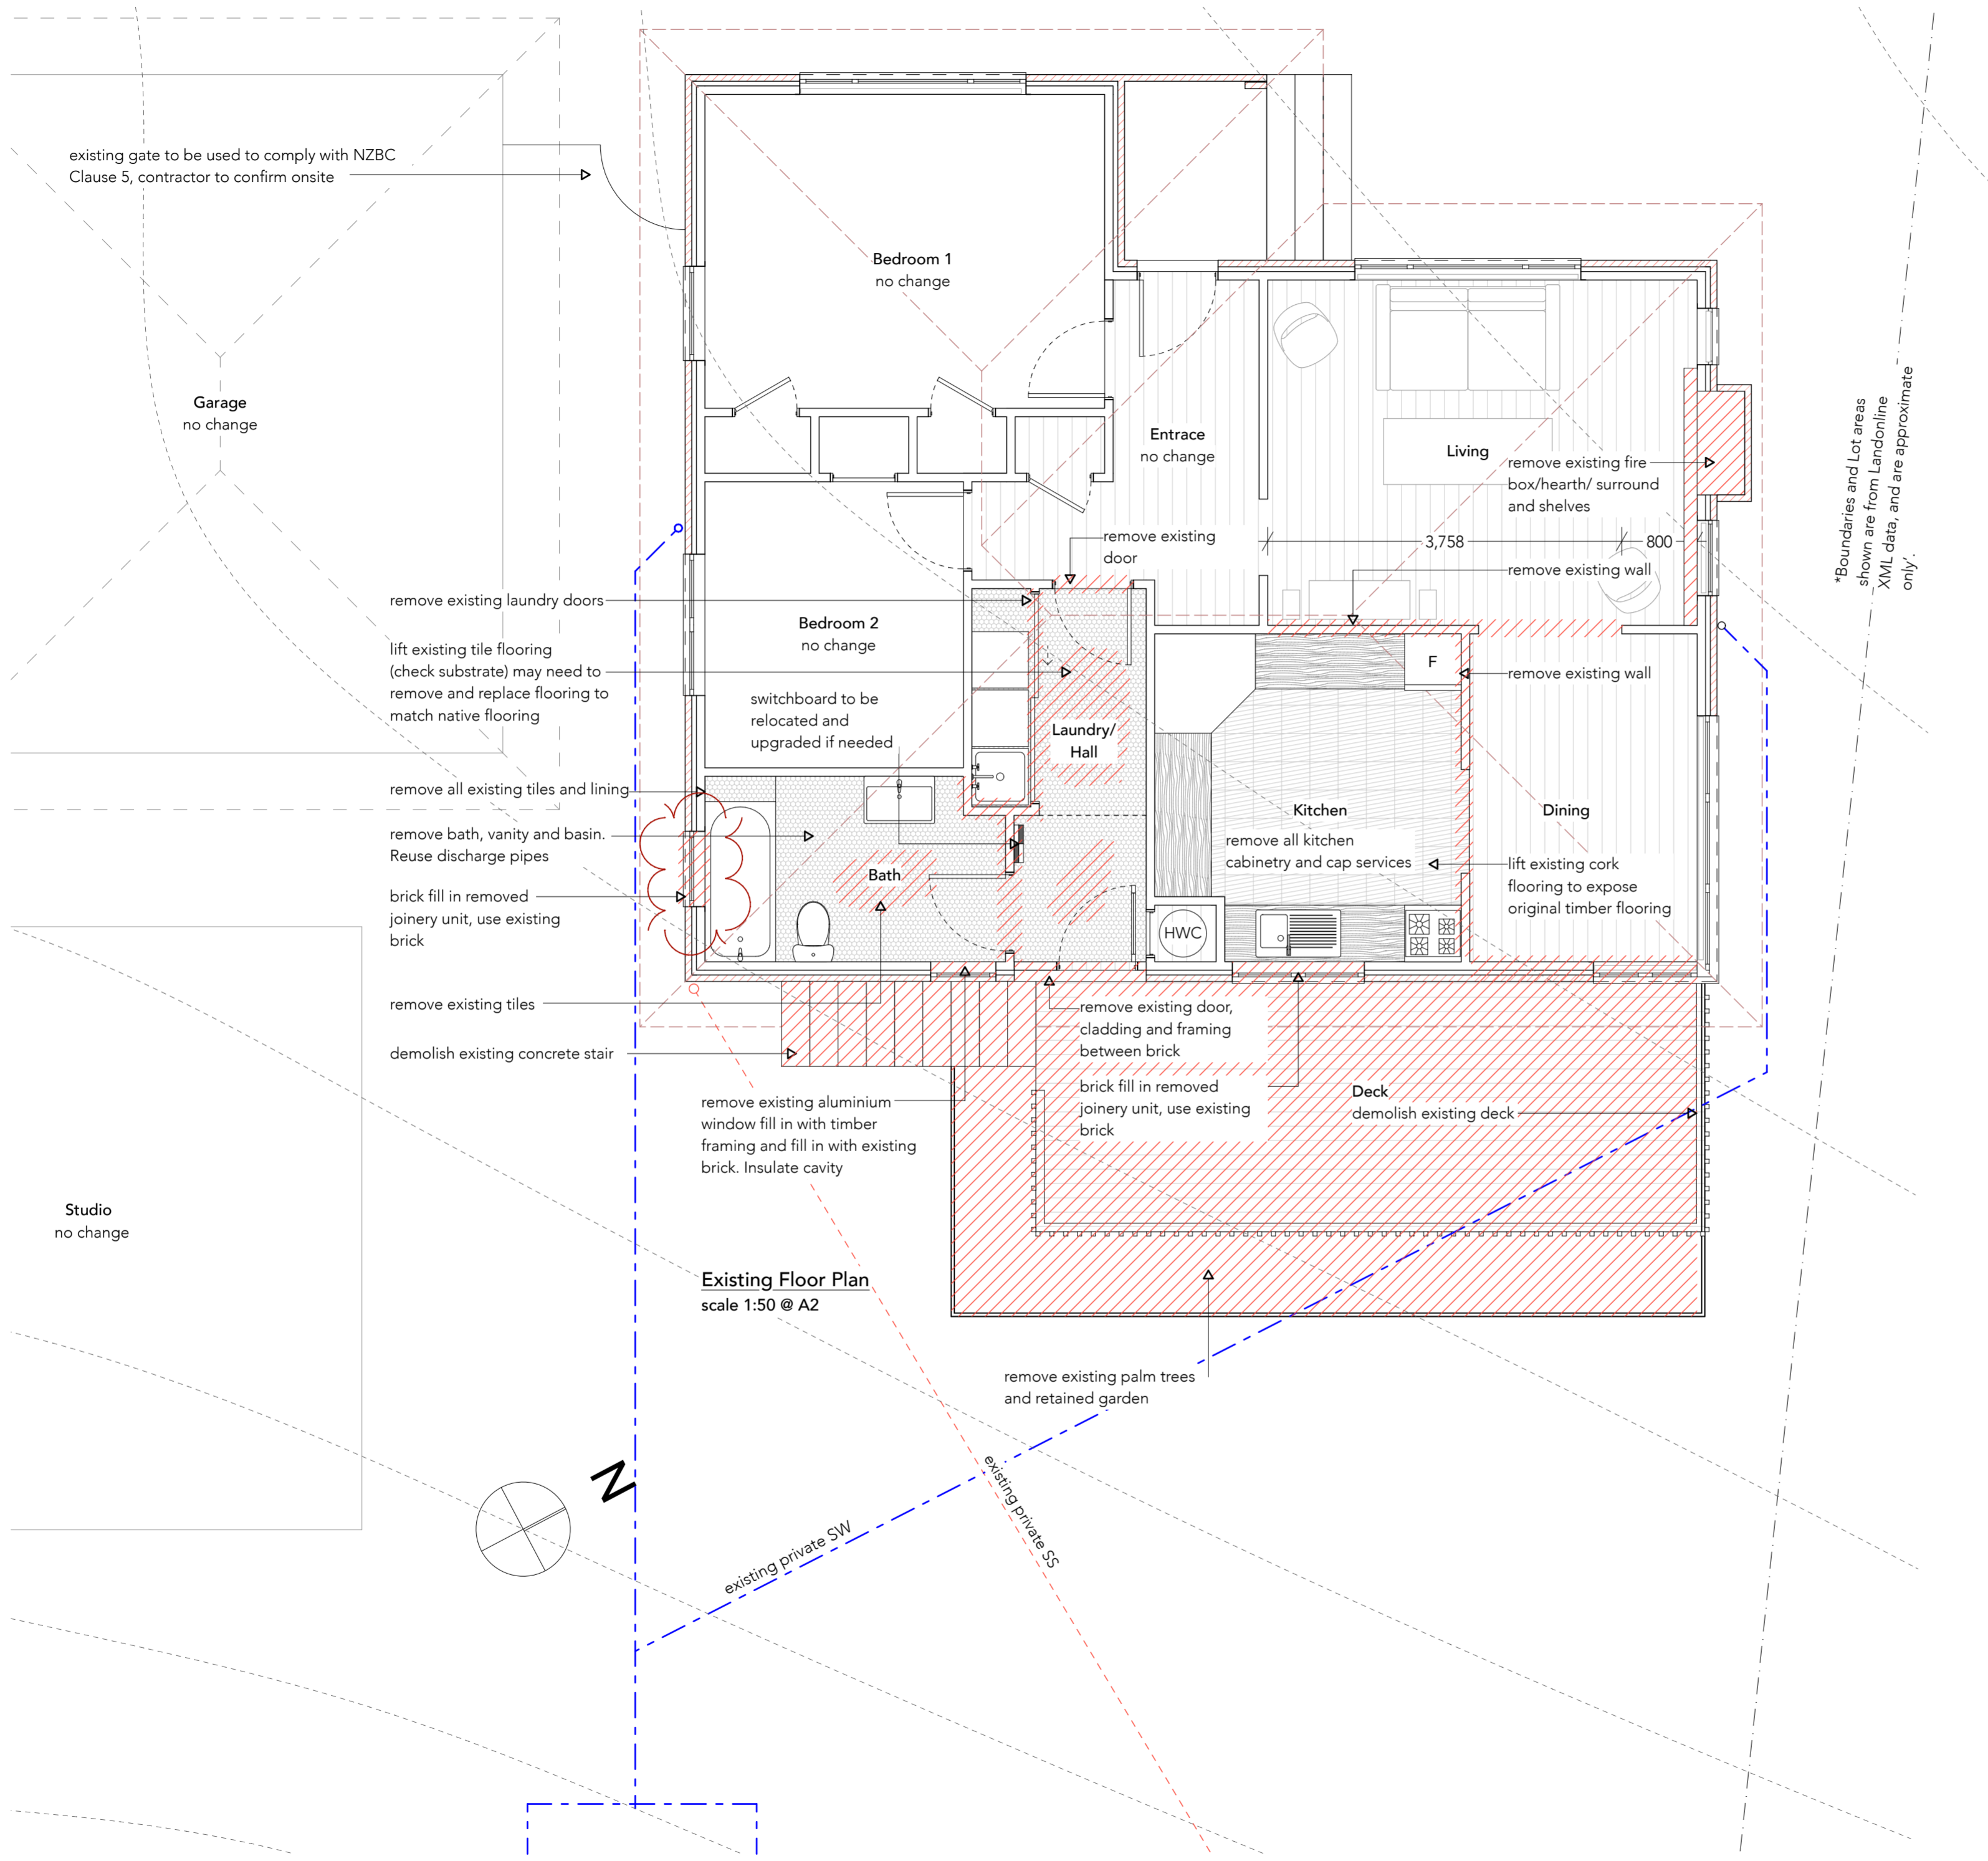 existing gate to be used to comply with NZBC
Clause 5, contractor to confirm onsite
Bedroom 1
no change
Garage
no change
Entrace
no change
Living
remove existing fire
box/hearth/ surround
and shelves
*Boundaries and Lot areas
shown are from Landonline
XML data, and are approximate
only'.
remove existing
door
3,758
800
remove existing wall
remove existing laundry doors
Bedroom 2
no change
lift existing tile flooring
(check substrate) may need to
remove and replace flooring to
match native flooring
F
remove existing wall
switchboard to be
relocated and
upgraded if needed
Laundry/
Hall
remove all existing tiles and lining
Kitchen
Dining
remove bath, vanity and basin.
Reuse discharge pipes
remove all kitchen
cabinetry and cap services
lift existing cork
flooring to expose
original timber flooring
Bath
brick fill in removed
joinery unit, use existing
brick
HWC
remove existing tiles
remove existing door,
cladding and framing
between brick
demolish existing concrete stair
brick fill in removed
joinery unit, use existing
brick
Deck
demolish existing deck
remove existing aluminium
window fill in with timber
framing and fill in with existing
brick. Insulate cavity
Studio
no change
Existing Floor Plan
scale 1:50 @ A2
remove existing palm trees
and retained garden
N
existing private SW
existing private SS